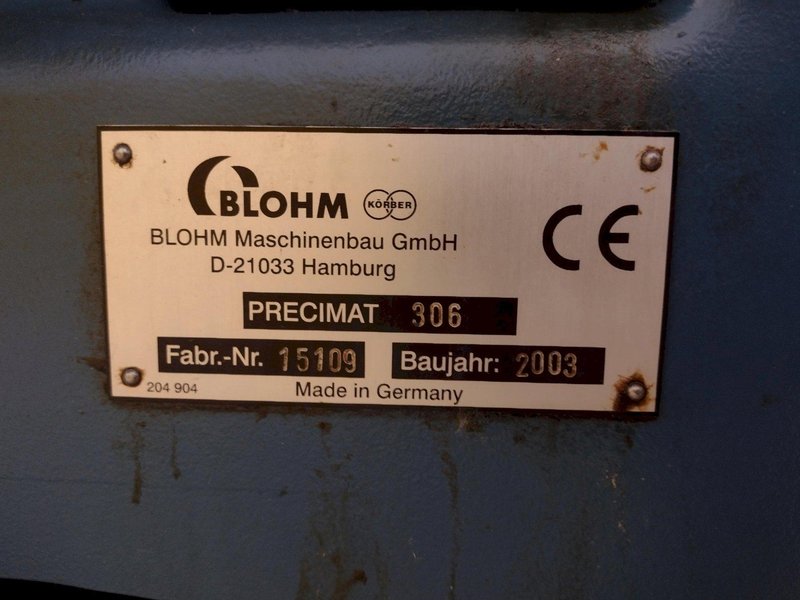 BLOHM KÖRBER
BLOHM Maschinenbau GmbH
D-21033 Hamburg
CE
PRECIMAT 306
Fabr.-Nr. 15109 Baujahr: 2003
204 904 Made in Germany